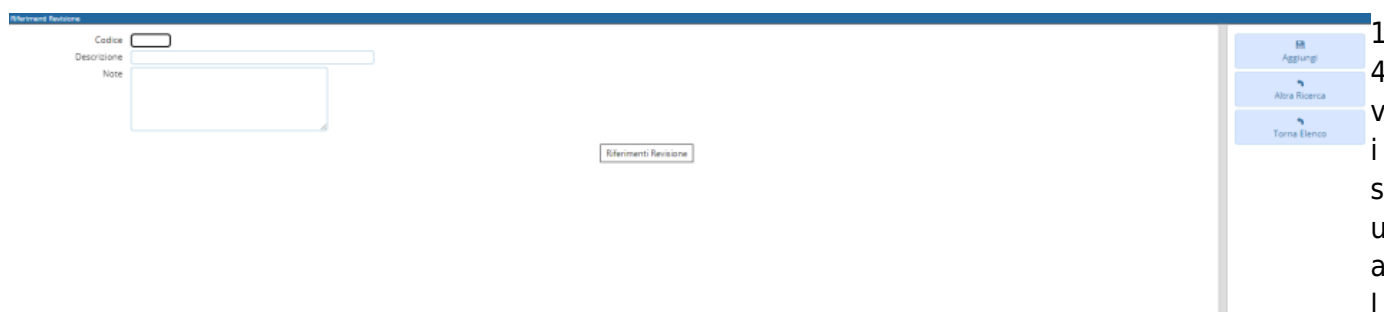 Riferimenti Revisione
Codice
Descrizione
Note
Riferimenti Revisione
Aggiungi
Altra Ricerca
Torna Elenco
1
4
v
i
s
u
a
l